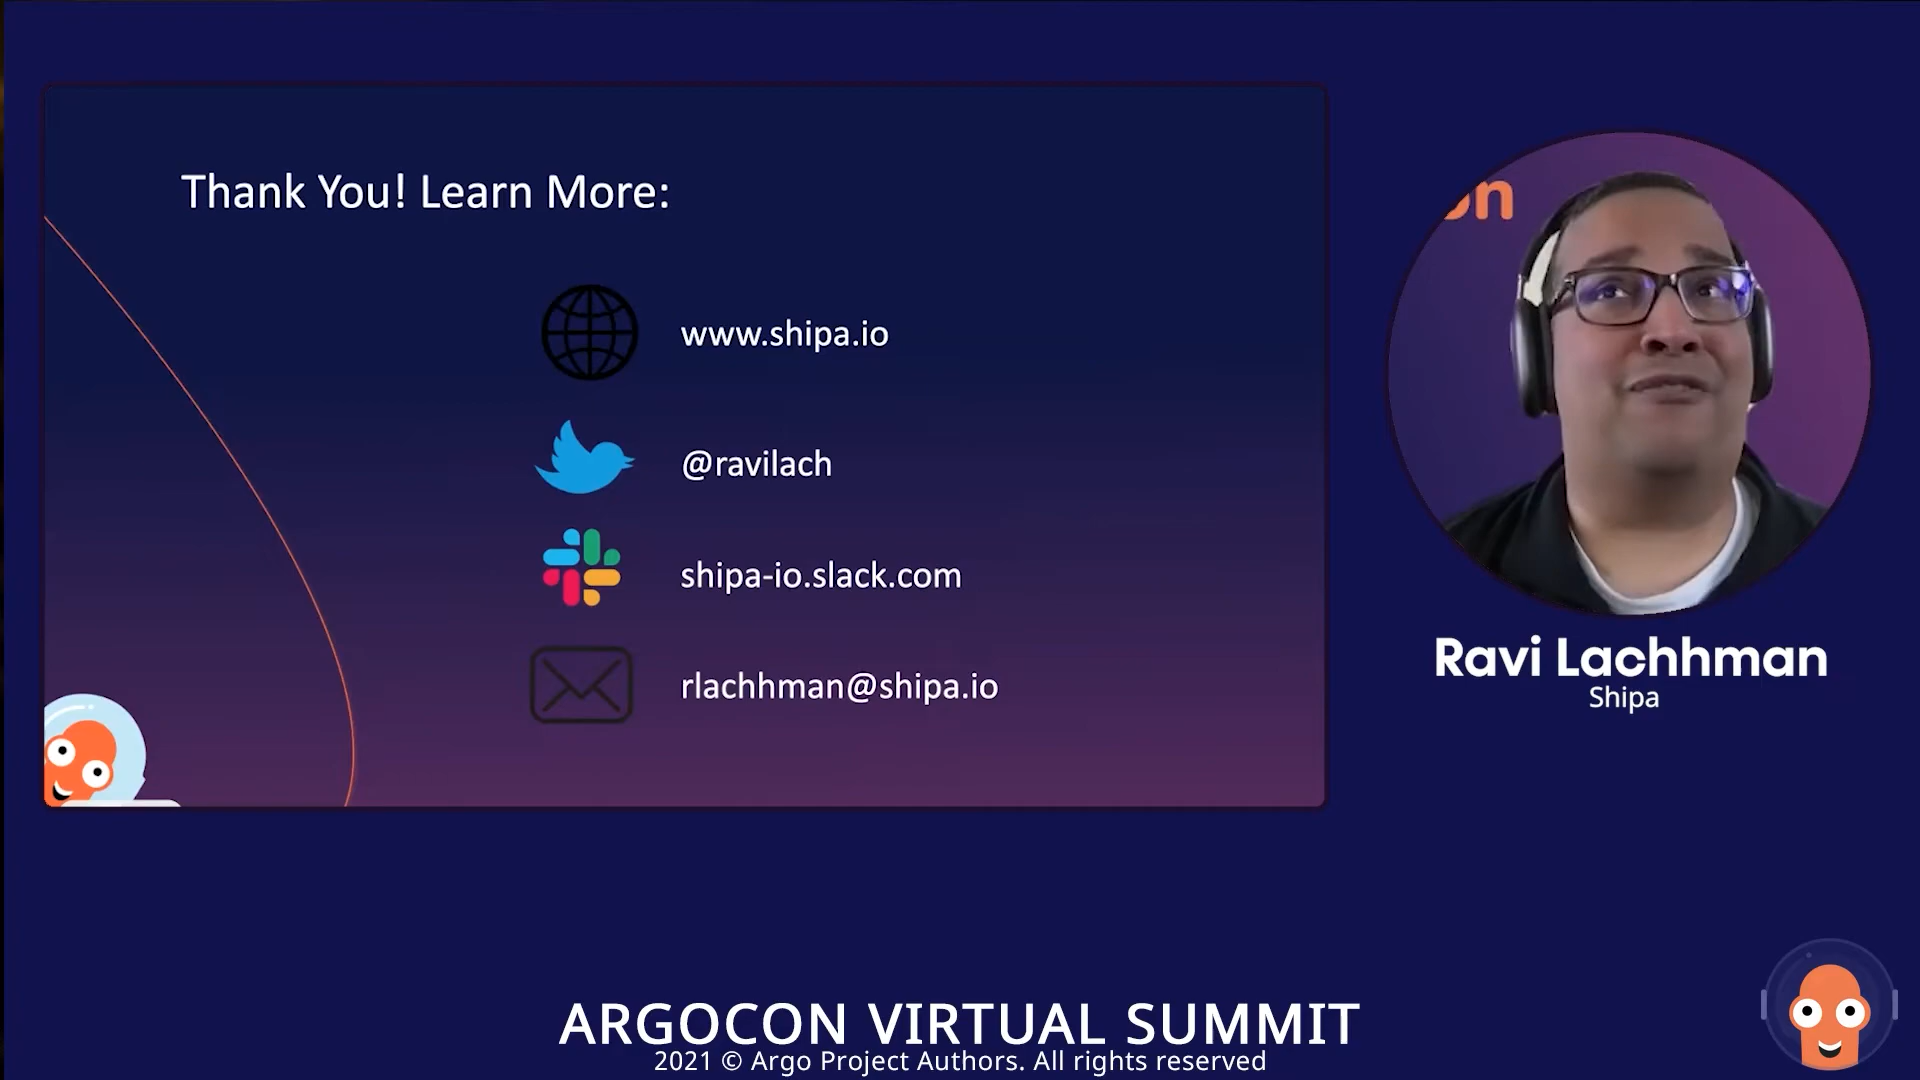 Thank You! Learn More:
www.shipa.io
@ravilach
shipa-io.slack.com
rlachhman@shipa.io
on
Ravi Lachhman
Shipa
ARGOCON VIRTUAL SUMMIT
2021 © Argo Project Authors. All rights reserved